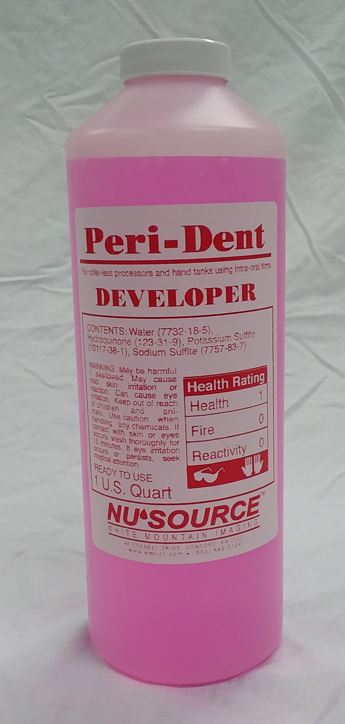 Peri-Dent
For roller-less processors and hand tanks using Intra-oral films
DEVELOPER
CONTENTS: Water (7732-18-5),
Hydroquinone (123-31-9), Potassium Sulfite
(10117-38-1), Sodium Sulfite (7757-83-7)
WARNING: May be harmful
if swallowed. May cause
mild skin irritation or
reaction. Can cause eye
irritation. Keep out of reach
of children and ani-
mals. Use caution when
handling any chemicals. If
contact with skin or eyes
occurs, wash thoroughly for
15 minutes. If eye irritation
occurs or persists, seek
medical attention.
Health Rating
Health 1
Fire 0
Reactivity 0
READY TO USE
1 U.S. Quart
NU SOURCE™
WHITE MOUNTAIN IMAGING